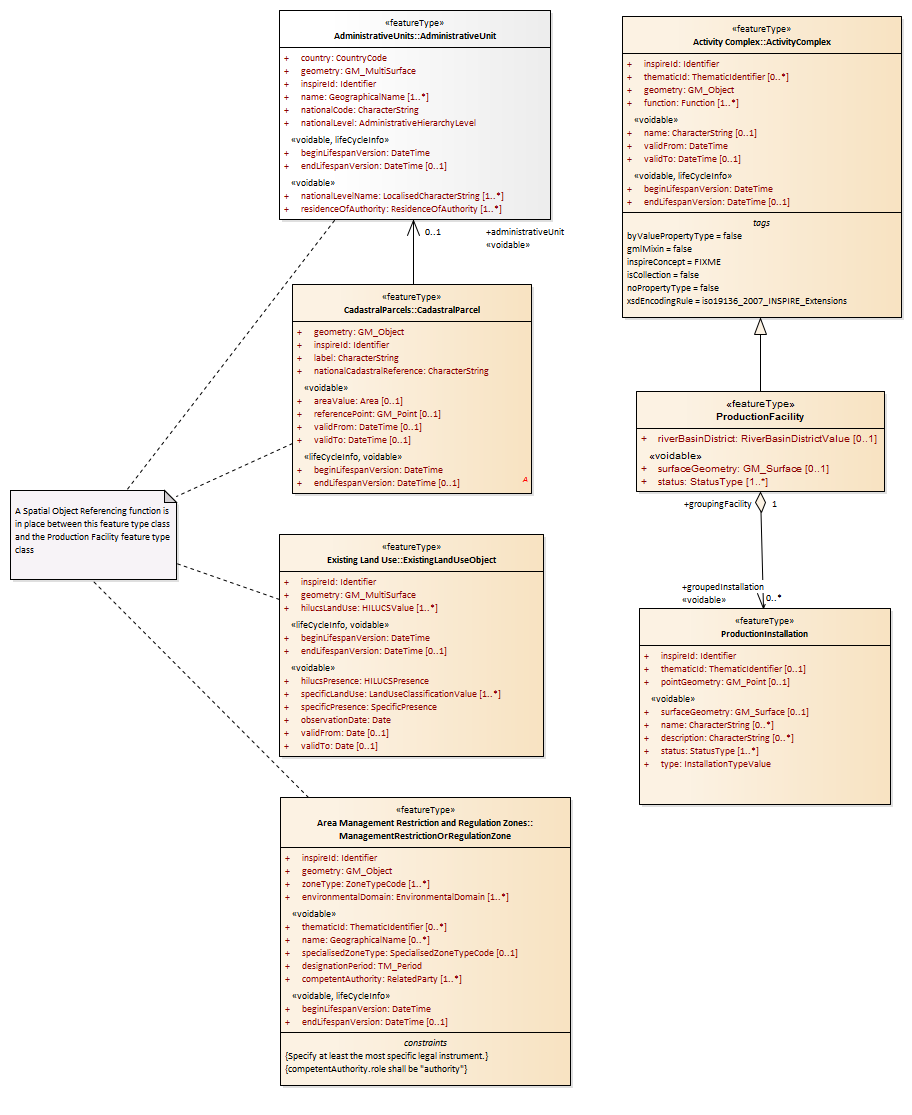 «featureType»
AdministrativeUnits::AdministrativeUnit
+ country: CountryCode
+ geometry: GM_MultiSurface
+ inspireId: Identifier
+ name: GeographicalName [1..*]
+ nationalCode: CharacterString
+ nationalLevel: AdministrativeHierarchyLevel
«voidable, lifeCycleInfo»
+ beginLifespanVersion: DateTime
+ endLifespanVersion: DateTime [0..1]
«voidable»
+ nationalLevelName: LocalisedCharacterString [1..*]
+ residenceOfAuthority: ResidenceOfAuthority [1..*]
0..1
+administrativeUnit
«voidable»
«featureType»
CadastralParcels::CadastralParcel
+ geometry: GM_Object
+ inspireId: Identifier
+ label: CharacterString
+ nationalCadastralReference: CharacterString
«voidable»
+ areaValue: Area [0..1]
+ referencePoint: GM_Point [0..1]
+ validFrom: DateTime [0..1]
+ validTo: DateTime [0..1]
«lifeCycleInfo, voidable»
+ beginLifespanVersion: DateTime
+ endLifespanVersion: DateTime [0..1]
A
A Spatial Object Referencing function is
in place between this feature type class
and the Production Facility feature type
class
«featureType»
Existing Land Use::ExistingLandUseObject
+ inspireId: Identifier
+ geometry: GM_MultiSurface
+ hilucsLandUse: HILUCSValue [1..*]
«lifeCycleInfo, voidable»
+ beginLifespanVersion: DateTime
+ endLifespanVersion: DateTime [0..1]
«voidable»
+ hilucsPresence: HILUCSPresence
+ specificLandUse: LandUseClassificationValue [1..*]
+ specificPresence: SpecificPresence
+ observationDate: Date
+ validFrom: Date [0..1]
+ validTo: Date [0..1]
«featureType»
Area Management Restriction and Regulation Zones::
ManagementRestrictionOrRegulationZone
+ inspireId: Identifier
+ geometry: GM_Object
+ zoneType: ZoneTypeCode [1..*]
+ environmentalDomain: EnvironmentalDomain [1..*]
«voidable»
+ thematicId: ThematicIdentifier [0..*]
+ name: GeographicalName [0..*]
+ specialisedZoneType: SpecialisedZoneTypeCode [0..1]
+ designationPeriod: TM_Period
+ competentAuthority: RelatedParty [1..*]
«voidable, lifeCycleInfo»
+ beginLifespanVersion: DateTime
+ endLifespanVersion: DateTime [0..1]
constraints
{Specify at least the most specific legal instrument.}
{competentAuthority.role shall be "authority"}
«featureType»
Activity Complex::ActivityComplex
+ inspireId: Identifier
+ thematicId: ThematicIdentifier [0..*]
+ geometry: GM_Object
+ function: Function [1..*]
«voidable»
+ name: CharacterString [0..1]
+ validFrom: DateTime
+ validTo: DateTime [0..1]
«voidable, lifeCycleInfo»
+ beginLifespanVersion: DateTime
+ endLifespanVersion: DateTime [0..1]
tags
byValuePropertyType = false
gmlMixin = false
inspireConcept = FIXME
isCollection = false
noPropertyType = false
xsdEncodingRule = iso19136_2007_INSPIRE_Extensions
«featureType»
ProductionFacility
+ riverBasinDistrict: RiverBasinDistrictValue [0..1]
«voidable»
+ surfaceGeometry: GM_Surface [0..1]
+ status: StatusType [1..*]
+groupingFacility 1
+groupedInstallation
«voidable» 0..*
«featureType»
ProductionInstallation
+ inspireId: Identifier
+ thematicId: ThematicIdentifier [0..1]
+ pointGeometry: GM_Point [0..1]
«voidable»
+ surfaceGeometry: GM_Surface [0..1]
+ name: CharacterString [0..*]
+ description: CharacterString [0..*]
+ status: StatusType [1..*]
+ type: InstallationTypeValue